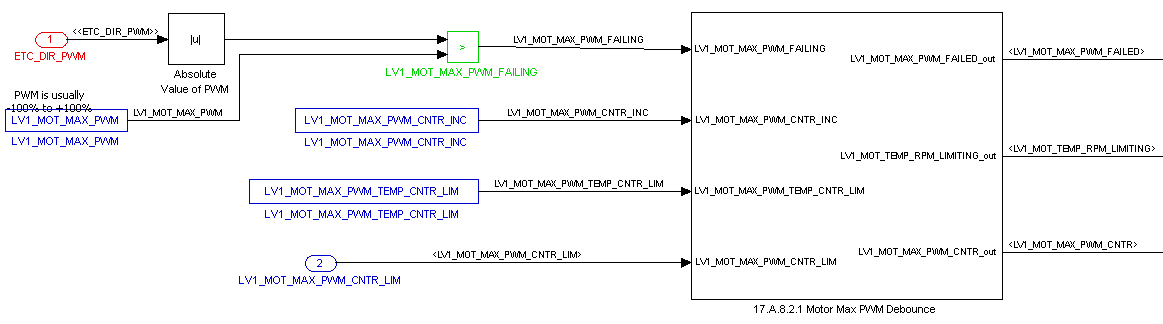 1
<<ETC_DIR_PWM>>
ETC_DIR_PWM
|u|
Absolute
Value of PWM
>
LV1_MOT_MAX_PWM_FAILING
LV1_MOT_MAX_PWM_FAILING
PWM is usually
-100% to +100%
LV1_MOT_MAX_PWM
LV1_MOT_MAX_PWM
LV1_MOT_MAX_PWM
LV1_MOT_MAX_PWM_CNTR_INC
LV1_MOT_MAX_PWM_CNTR_INC
LV1_MOT_MAX_PWM_CNTR_INC
LV1_MOT_MAX_PWM_TEMP_CNTR_LIM
LV1_MOT_MAX_PWM_TEMP_CNTR_LIM
LV1_MOT_MAX_PWM_TEMP_CNTR_LIM
2
<LV1_MOT_MAX_PWM_CNTR_LIM>
LV1_MOT_MAX_PWM_CNTR_LIM
LV1_MOT_MAX_PWM_FAILING
LV1_MOT_MAX_PWM_CNTR_INC
LV1_MOT_MAX_PWM_TEMP_CNTR_LIM
LV1_MOT_MAX_PWM_CNTR_LIM
LV1_MOT_MAX_PWM_FAILED_out
LV1_MOT_TEMP_RPM_LIMITING_out
LV1_MOT_MAX_PWM_CNTR_out
<LV1_MOT_MAX_PWM_FAILED>
<LV1_MOT_TEMP_RPM_LIMITING>
<LV1_MOT_MAX_PWM_CNTR>
17.A.8.2.1 Motor Max PWM Debounce